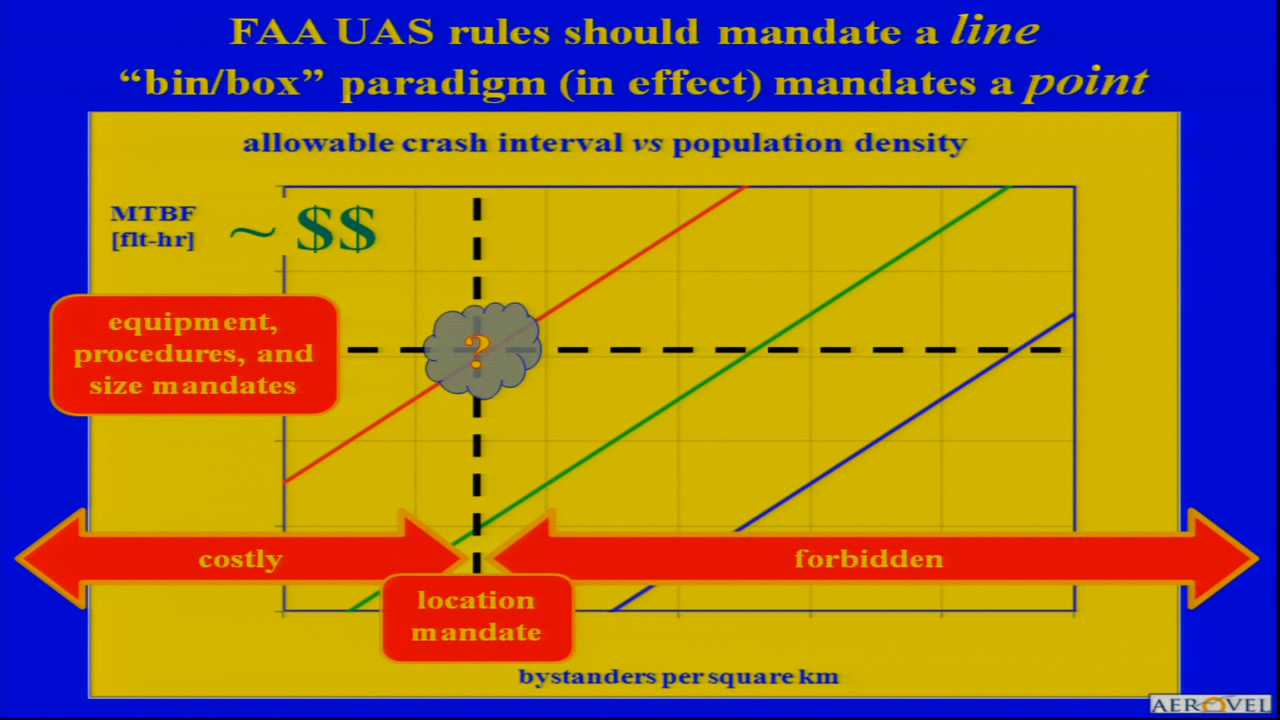 FAA UAS rules should mandate a line
“bin/box” paradigm (in effect) mandates a point
allowable crash interval vs population density
MTBF
[flt-hr]
~ $$
equipment,
procedures, and
size mandates
?
costly
forbidden
location
mandate
bystanders per square km
AEROVEL